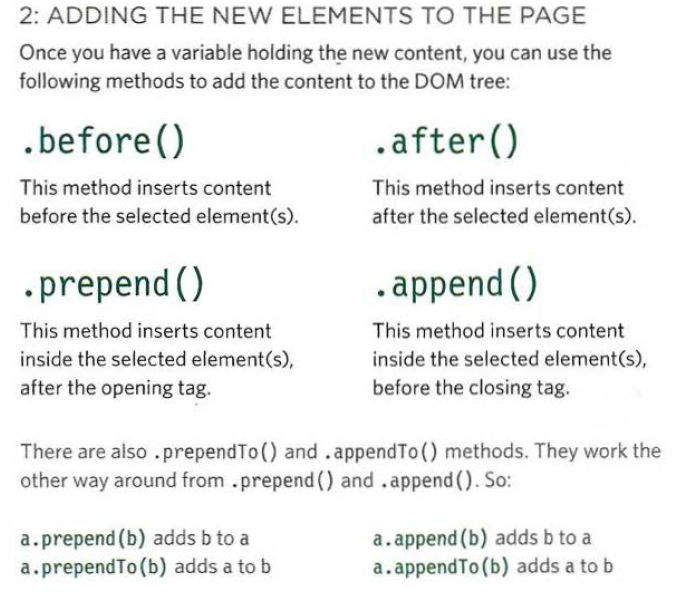 2: ADDING THE NEW ELEMENTS TO THE PAGE
Once you have a variable holding the new content, you can use the
following methods to add the content to the DOM tree:
.before()
This method inserts content
before the selected element(s).
.after()
This method inserts content
after the selected element(s).
.prepend()
This method inserts content
inside the selected element(s),
after the opening tag.
.append()
This method inserts content
inside the selected element(s),
before the closing tag.
There are also .prependTo() and .appendTo() methods. They work the
other way around from .prepend() and .append(). So:
a.prepend(b) adds b to a
a.prependTo(b) adds a to b
a.append(b) adds b to a
a.appendTo(b) adds a to b